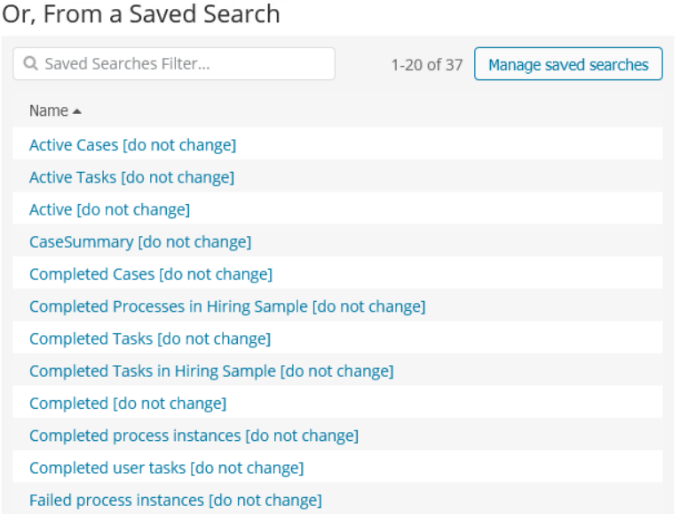 Or, From a Saved Search
Saved Searches Filter...
1-20 of 37
Manage saved searches
Name
Active Cases [do not change]
Active Tasks [do not change]
Active [do not change]
CaseSummary [do not change]
Completed Cases [do not change]
Completed Processes in Hiring Sample [do not change]
Completed Tasks [do not change]
Completed Tasks in Hiring Sample [do not change]
Completed [do not change]
Completed process instances [do not change]
Completed user tasks [do not change]
Failed process instances [do not change]